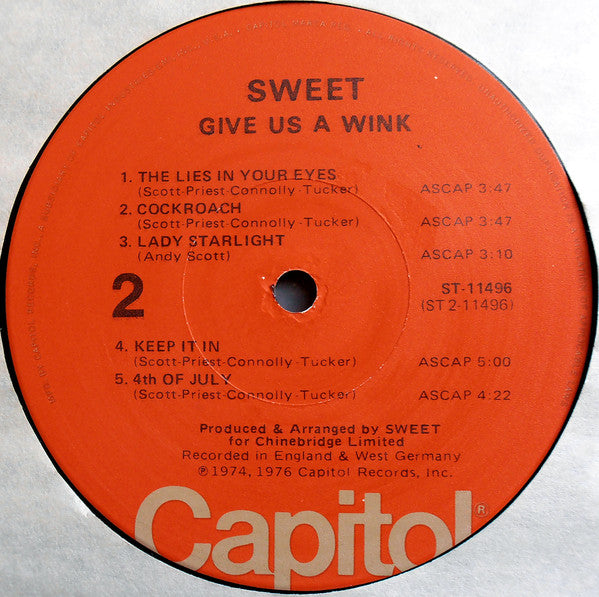 SWEET
GIVE US A WINK
1. THE LIES IN YOUR EYES
(Scott-Priest-Connolly-Tucker) ASCAP 3:47
2. COCKROACH
(Scott-Priest-Connolly-Tucker) ASCAP 3:47
3. LADY STARLIGHT
(Andy Scott) ASCAP 3:10
2
ST-11496
(ST2-11496)
4. KEEP IT IN
(Scott-Priest-Connolly-Tucker) ASCAP 5:00
5. 4th OF JULY
(Scott-Priest-Connolly-Tucker) ASCAP 4:22
Produced & Arranged by SWEET
for Chinebridge Limited
Recorded in England & West Germany
℗1974, 1976 Capitol Records, Inc.
Capitol®